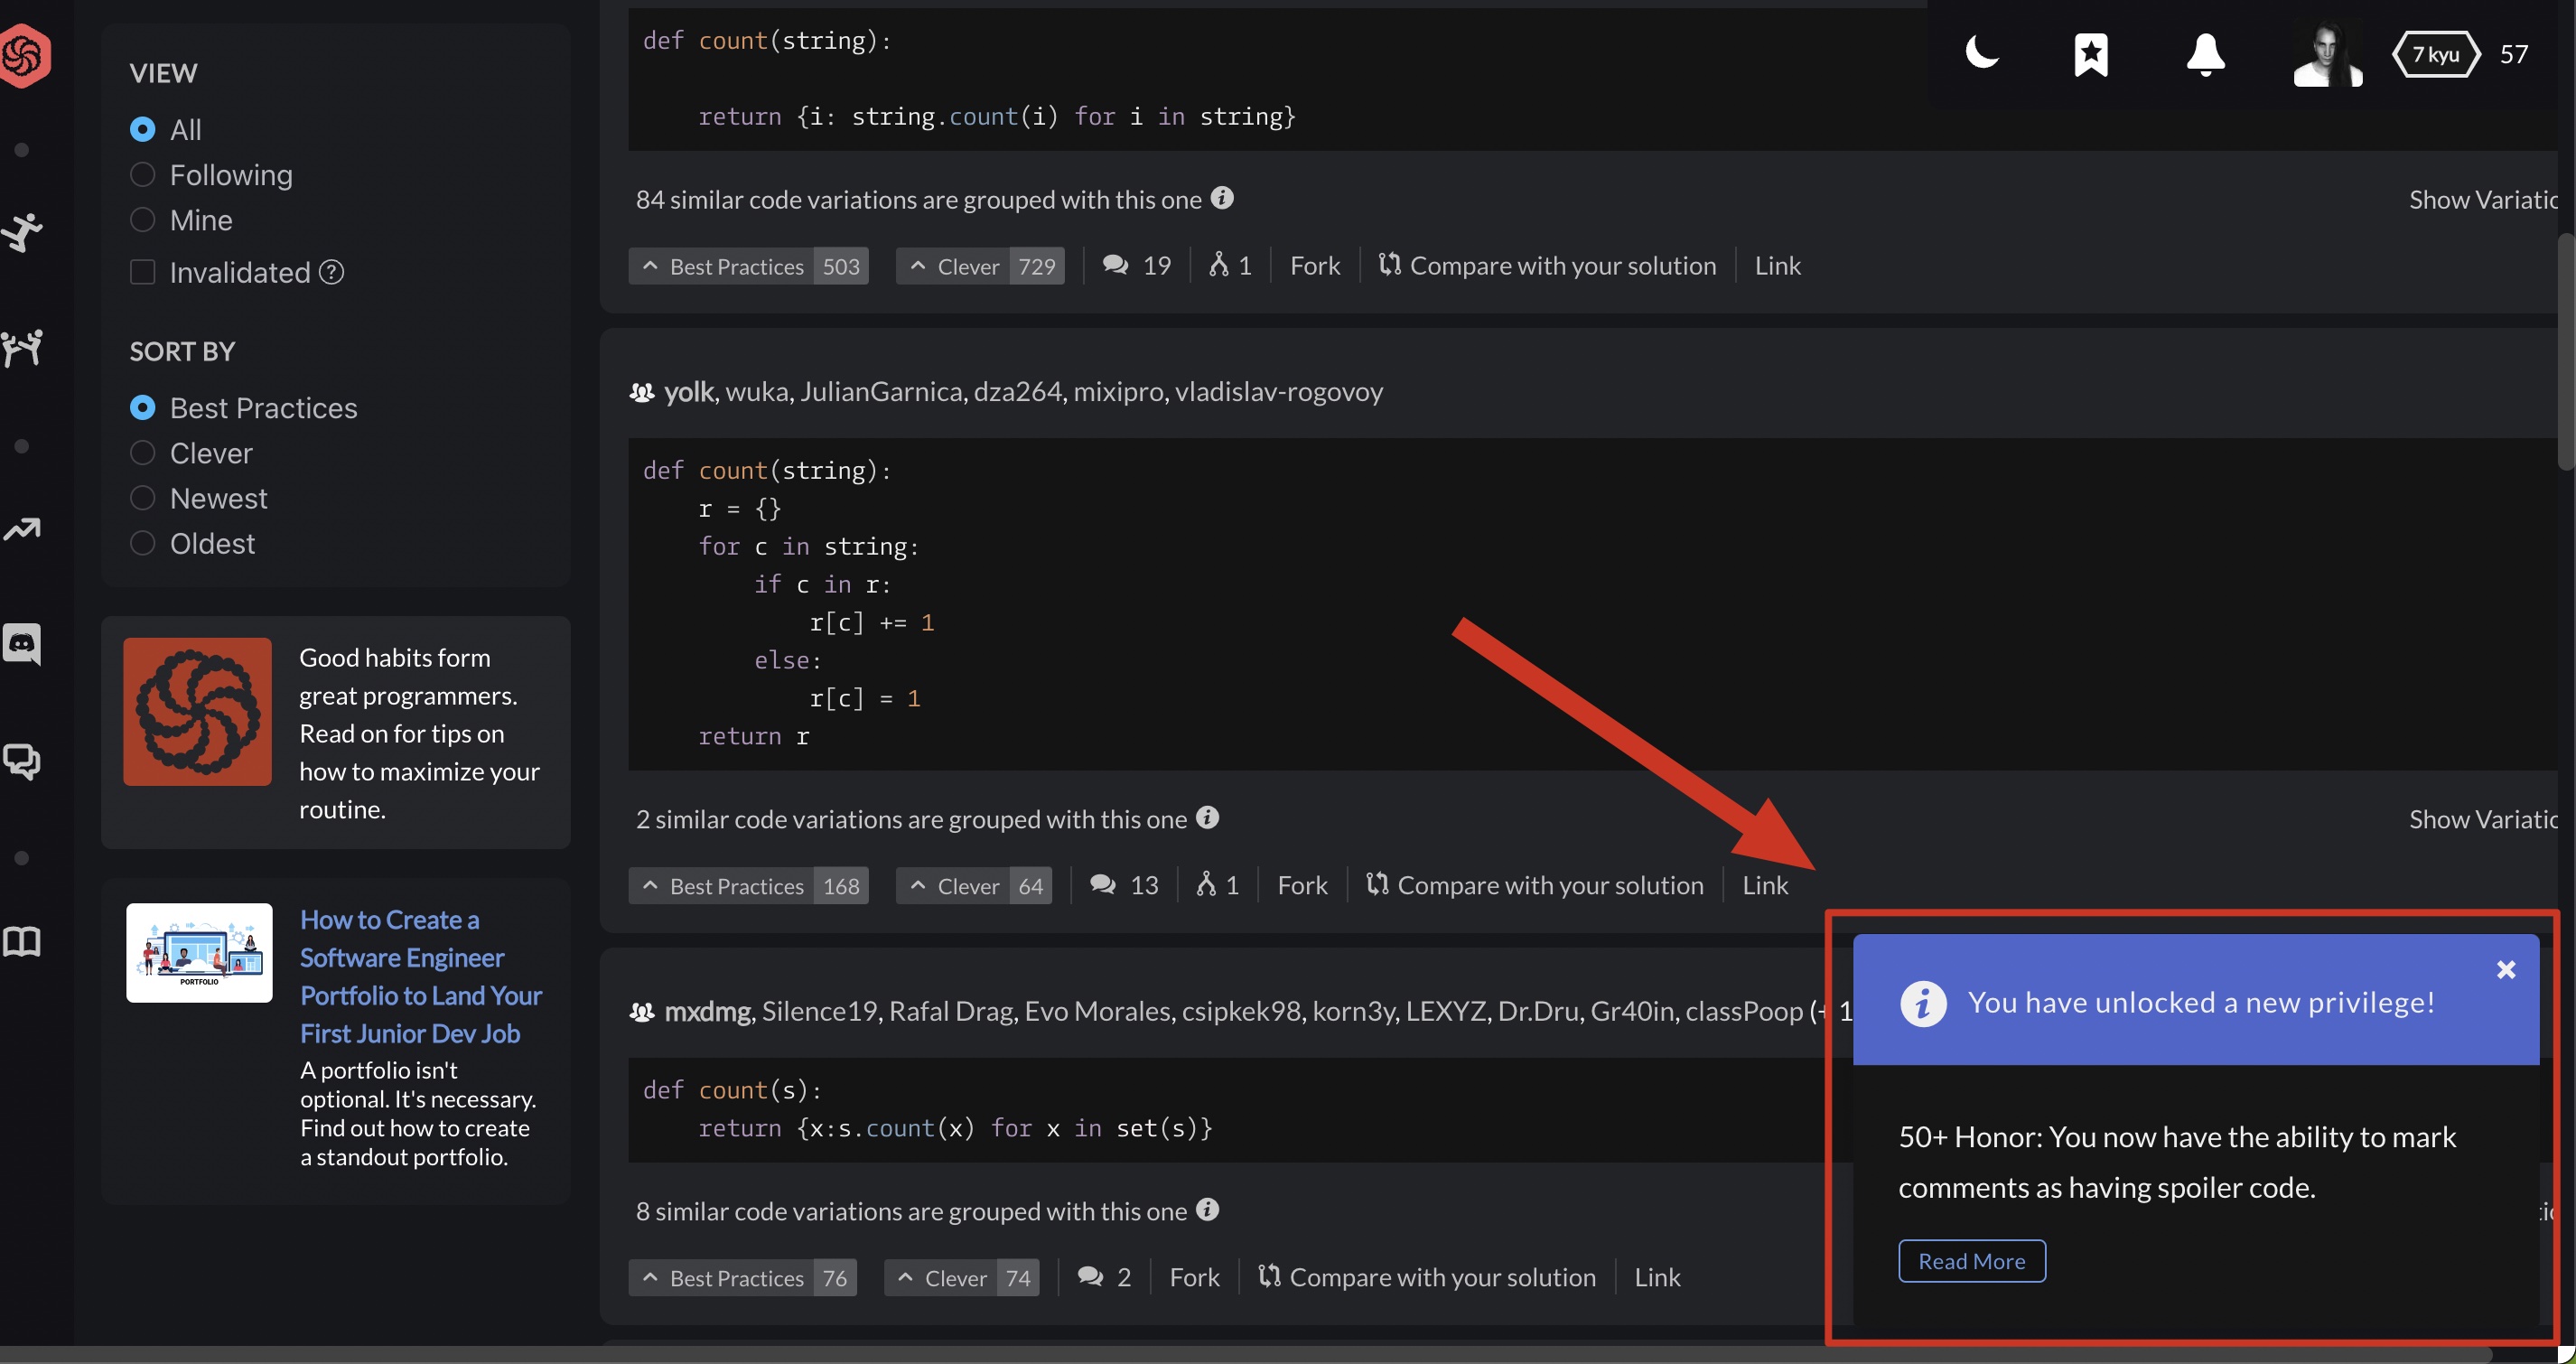 VIEW
All
Following
Mine
Invalidated
SORT BY
Best Practices
Clever
Newest
Oldest
Good habits form
great programmers.
Read on for tips on
how to maximize your
routine.
PORTFOLIO
How to Create a
Software Engineer
Portfolio to Land Your
First Junior Dev Job
A portfolio isn't
optional. It's necessary.
Find out how to create
a standout portfolio.
7 kyu 57
def count(string):
return {i: string.count(i) for i in string}
84 similar code variations are grouped with this one
Show Variatio
Best Practices 503 Clever 729 19 1 Fork Compare with your solution Link
yolk, wuka, JulianGarnica, dza264, mixipro, vladislav-rogovoy
def count(string):
r = {}
for c in string:
if c in r:
r[c] += 1
else:
r[c] = 1
return r
2 similar code variations are grouped with this one
Show Variatio
Best Practices 168 Clever 64 13 1 Fork Compare with your solution Link
mxdmg, Silence19, Rafal Drag, Evo Morales, csipkek98, korn3y, LEXYZ, Dr.Dru, Gr40in, classPoop (+ 1
def count(s):
return {x:s.count(x) for x in set(s)}
8 similar code variations are grouped with this one
Best Practices 76 Clever 74 2 Fork Compare with your solution Link
You have unlocked a new privilege!
50+ Honor: You now have the ability to mark
comments as having spoiler code.
Read More